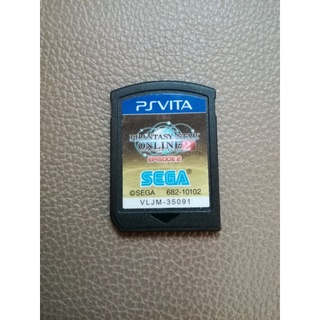 PSVITA
PHANTASY STAR
ONLINE 2
EPISODE 2
SEGA®
©SEGA 682-10102
VLJM-35091